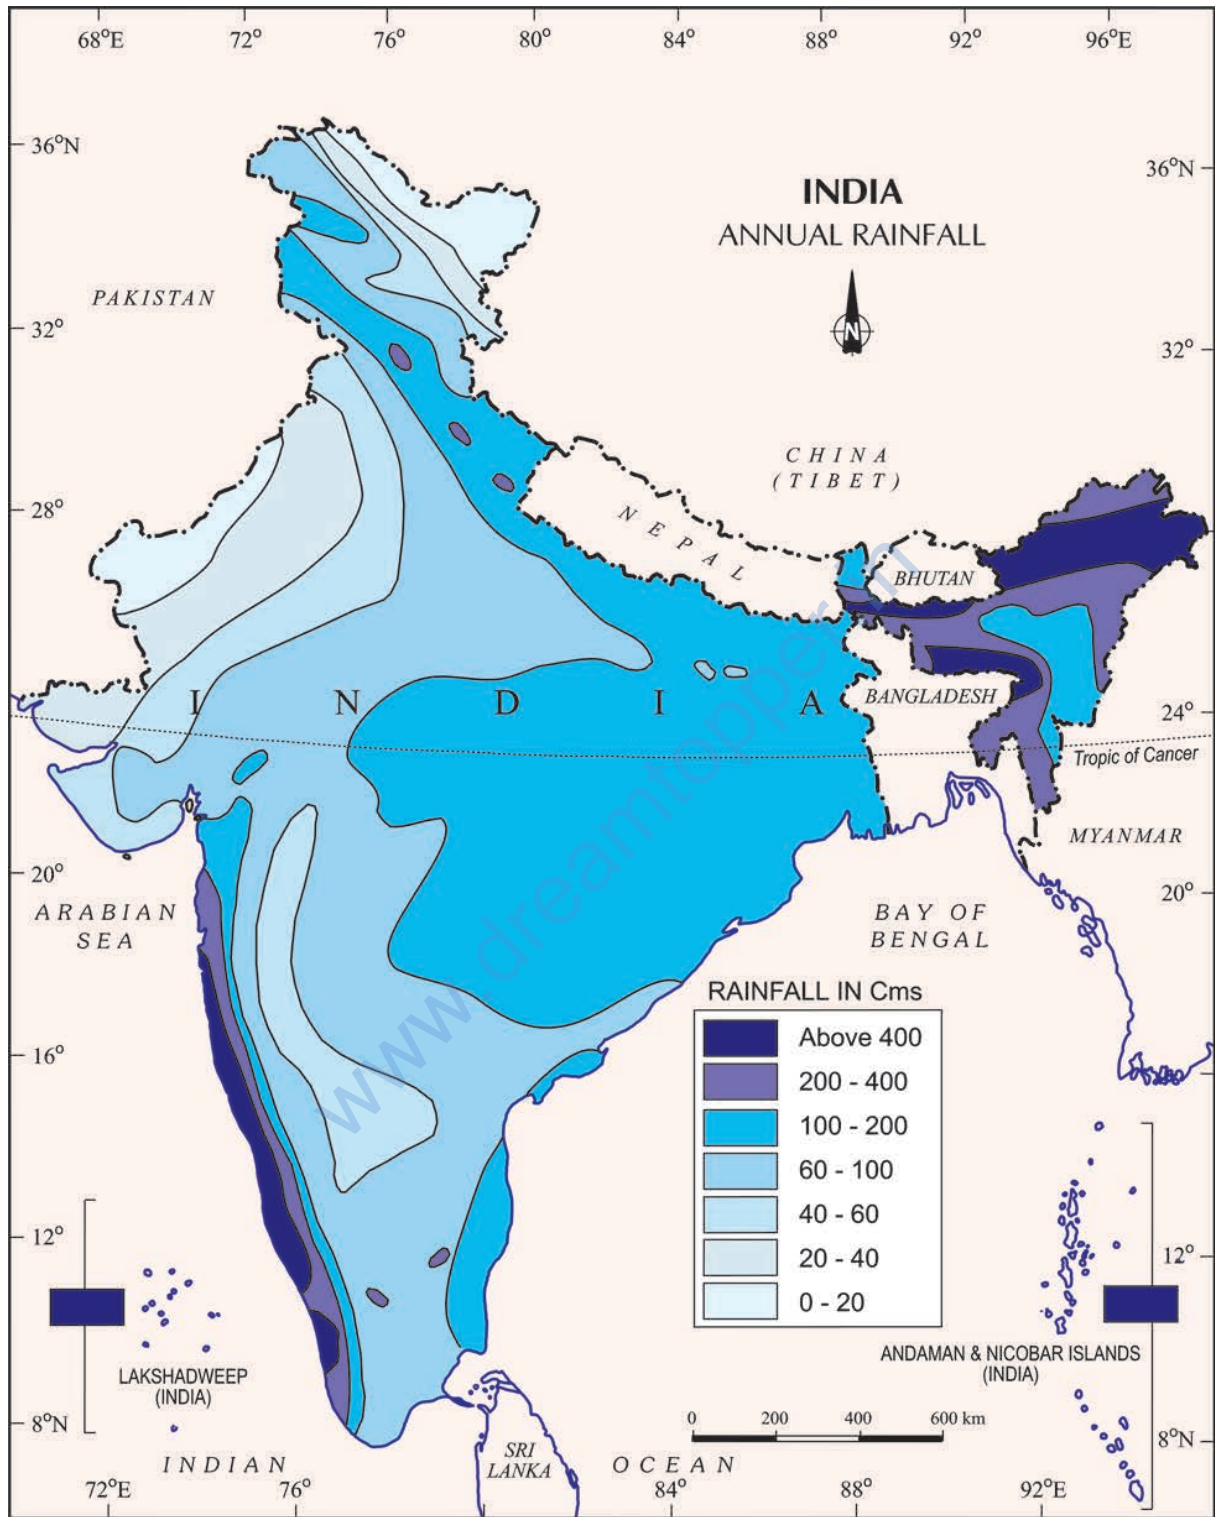 68°E 72° 76° 80° 84° 88° 92° 96°E
36°N
36°N
INDIA
ANNUAL RAINFALL
N
PAKISTAN
32°
32°
CHINA
(TIBET)
28°
NEPAL
BHUTAN
INDIA
BANGLADESH
24°
Tropic of Cancer
MYANMAR
20°
20°
ARABIAN
SEA
BAY OF
BENGAL
RAINFALL IN Cms
Above 400
200 - 400
100 - 200
60 - 100
40 - 60
20 - 40
0 - 20
16°
12°
12°
LAKSHADWEEP
(INDIA)
ANDAMAN & NICOBAR ISLANDS
(INDIA)
0 200 400 600 km
8°N
8°N
SRI
LANKA
INDIAN OCEAN
72°E 76° 84° 88° 92°E